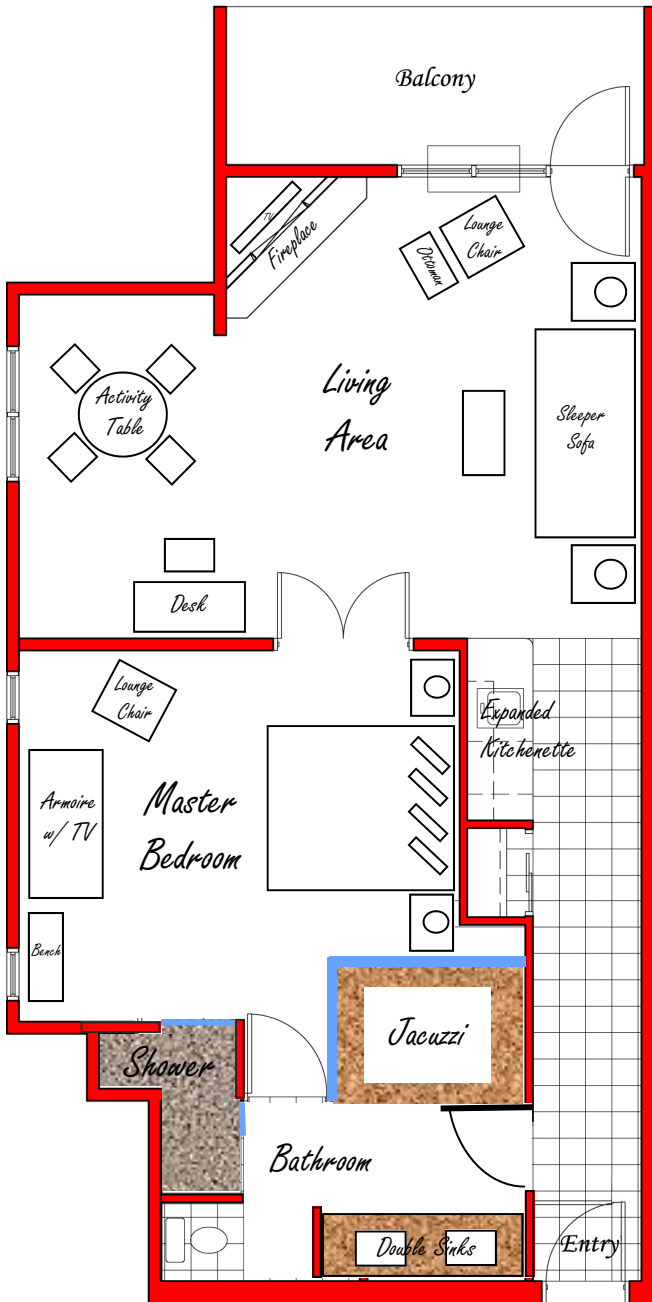 Balcony
TV
Fireplace
Ottoman
Lounge
Chair
Activity
Table
Living
Area
Sleeper
Sofa
Desk
Lounge
Chair
Expanded
Kitchenette
Armoire
w/ TV
Master
Bedroom
Bench
Jacuzzi
Shower
Bathroom
Double Sinks
Entry